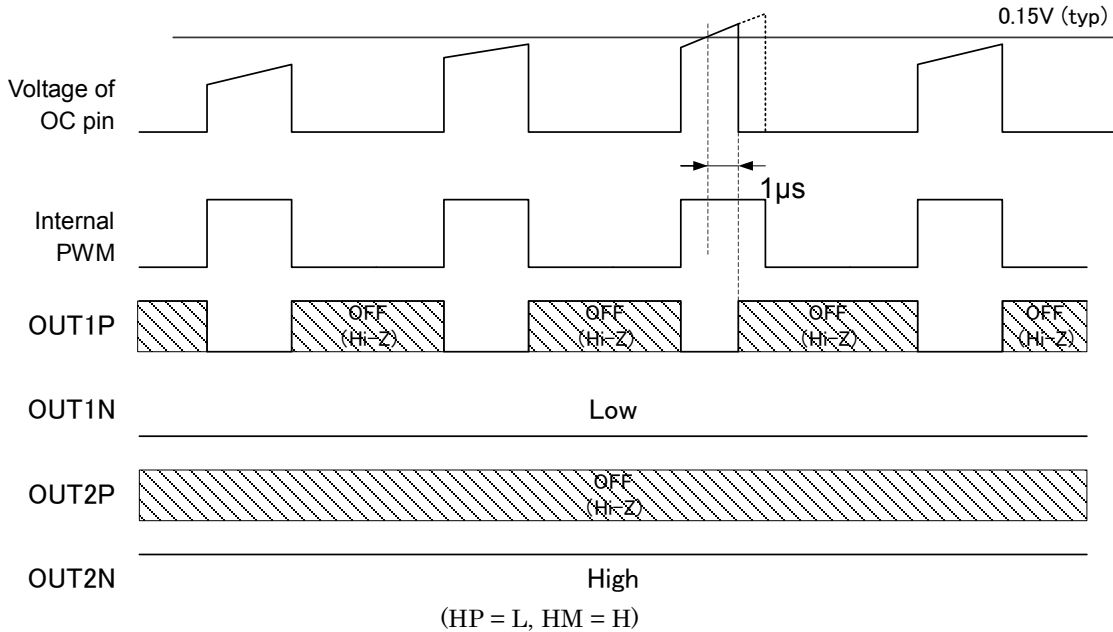 0.15V (typ)
Voltage of
OC pin
1μs
Internal
PWM
OUT1P
OFF
(Hi-Z)
OFF
(Hi-Z)
OFF
(Hi-Z)
OFF
(Hi-Z)
OUT1N
Low
OUT2P
OFF
(Hi-Z)
OUT2N
High
(HP = L, HM = H)